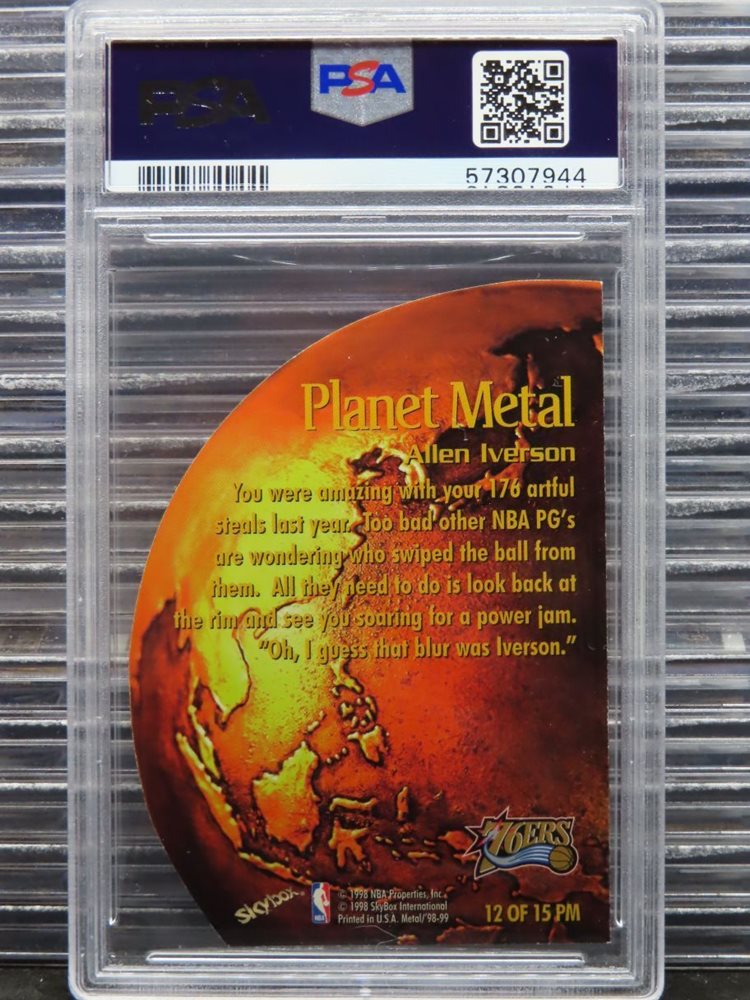 PSA
PSA
57307944
Planet Metal
Allen Iverson
You were amazing with your 176 artful
steals last year. Too bad other NBA PG's
are wondering who swiped the ball from
them. All they need to do is look back at
the rim and see you soaring for a power jam.
"Oh, I guess that blur was Iverson."
76ERS
skybox
NBA
© 1998 NBA Properties, Inc.
© 1998 SkyBox International
Printed in U.S.A. Metal/'98-99
12 OF 15 PM